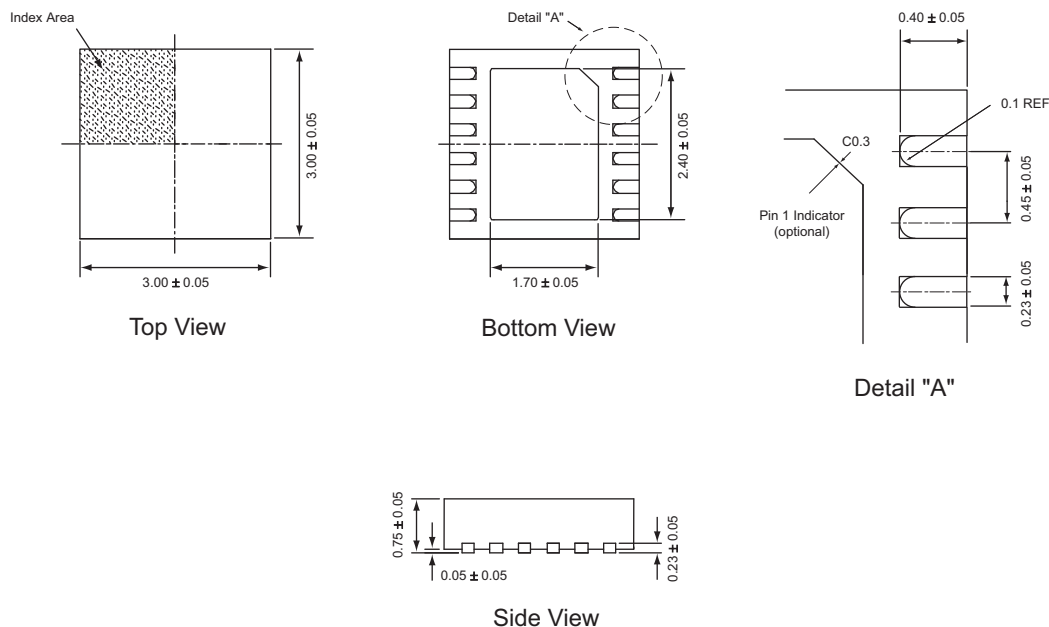 Index Area
3.00 ± 0.05
3.00 ± 0.05
Top View
Detail "A"
2.40 ± 0.05
1.70 ± 0.05
Bottom View
0.40 ± 0.05
0.1 REF
C0.3
0.45 ± 0.05
Pin 1 Indicator
(optional)
0.23 ± 0.05
Detail "A"
0.75 ± 0.05
0.05 ± 0.05
0.23 ± 0.05
Side View